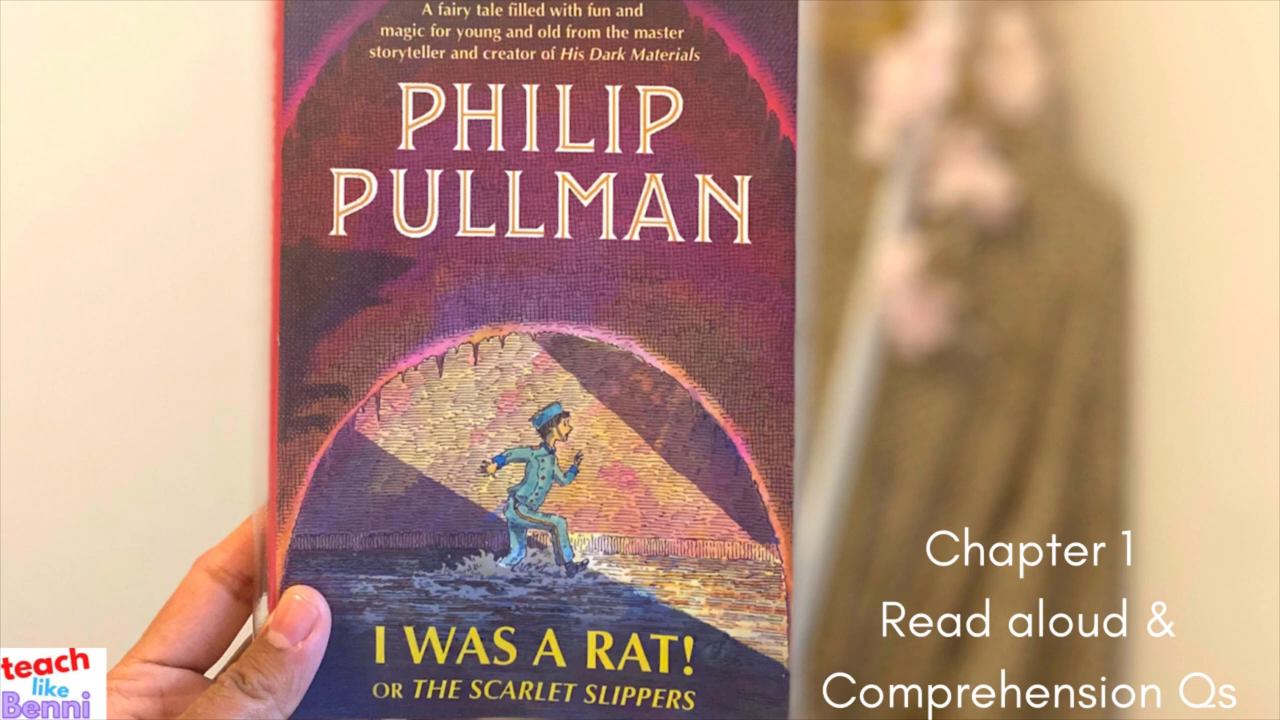 A fairy tale filled with fun and
magic for young and old from the master
storyteller and creator of His Dark Materials
PHILIP
PULLMAN
I WAS A RAT!
OR THE SCARLET SLIPPERS
Chapter 1
Read aloud &
Comprehension Qs
teach
like
Benni